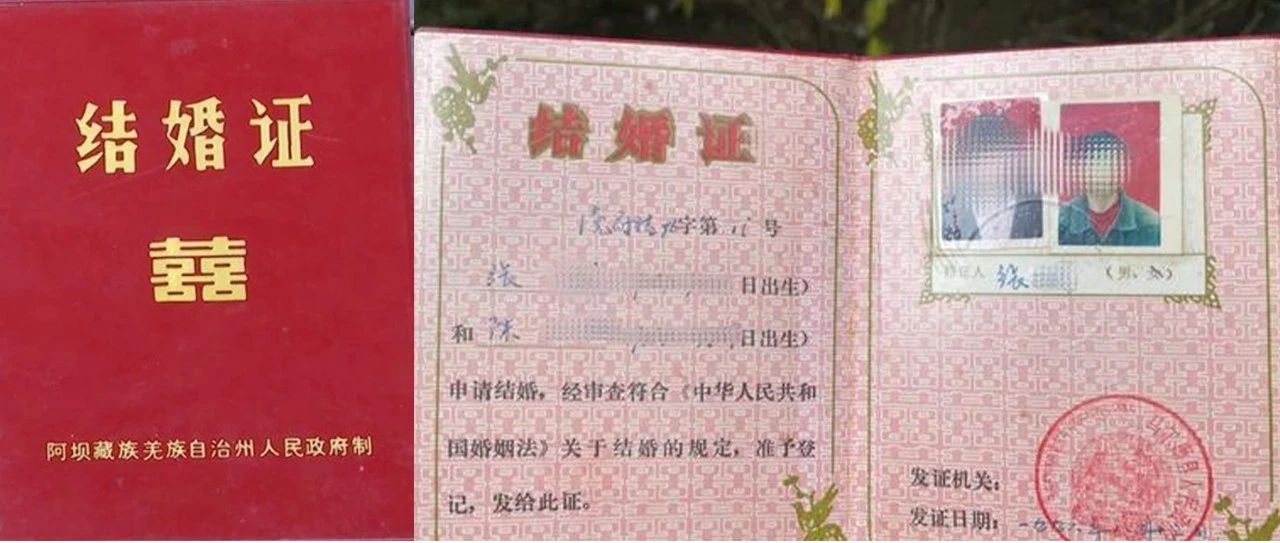 结婚证
囍
阿坝藏族羌族自治州人民政府制
结婚证
字第 号
张 日出生)
和 陈 日出生)
申请结婚，经审查符合《中华人民共和
国婚姻法》关于结婚的规定，准予登
记，发给此证。
持证人 张 (男、女)
发证机关：
发证日期：